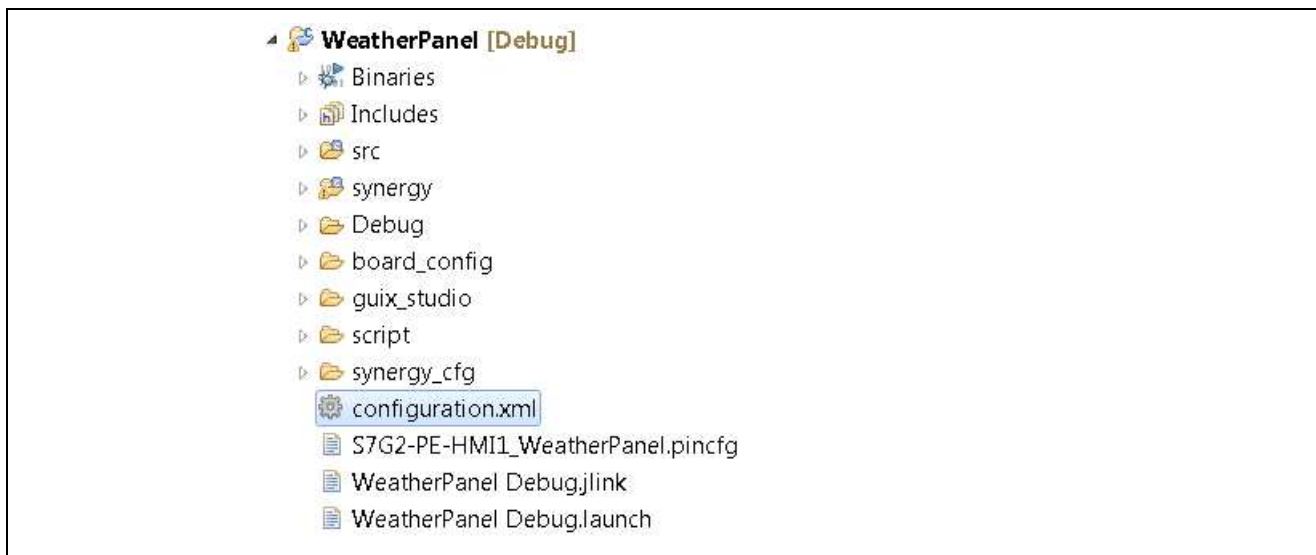 WeatherPanel [Debug]
Binaries
Includes
src
synergy
Debug
board_config
guix_studio
script
synergy_cfg
configuration.xml
S7G2-PE-HMI1_WeatherPanel.pincfg
WeatherPanel Debug.jlink
WeatherPanel Debug.launch